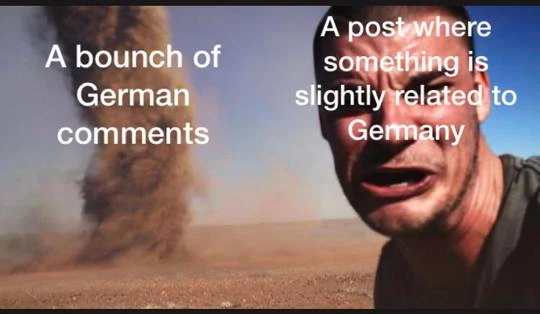 A bounch of
German
comments
A post where
something is
slightly related to
Germany